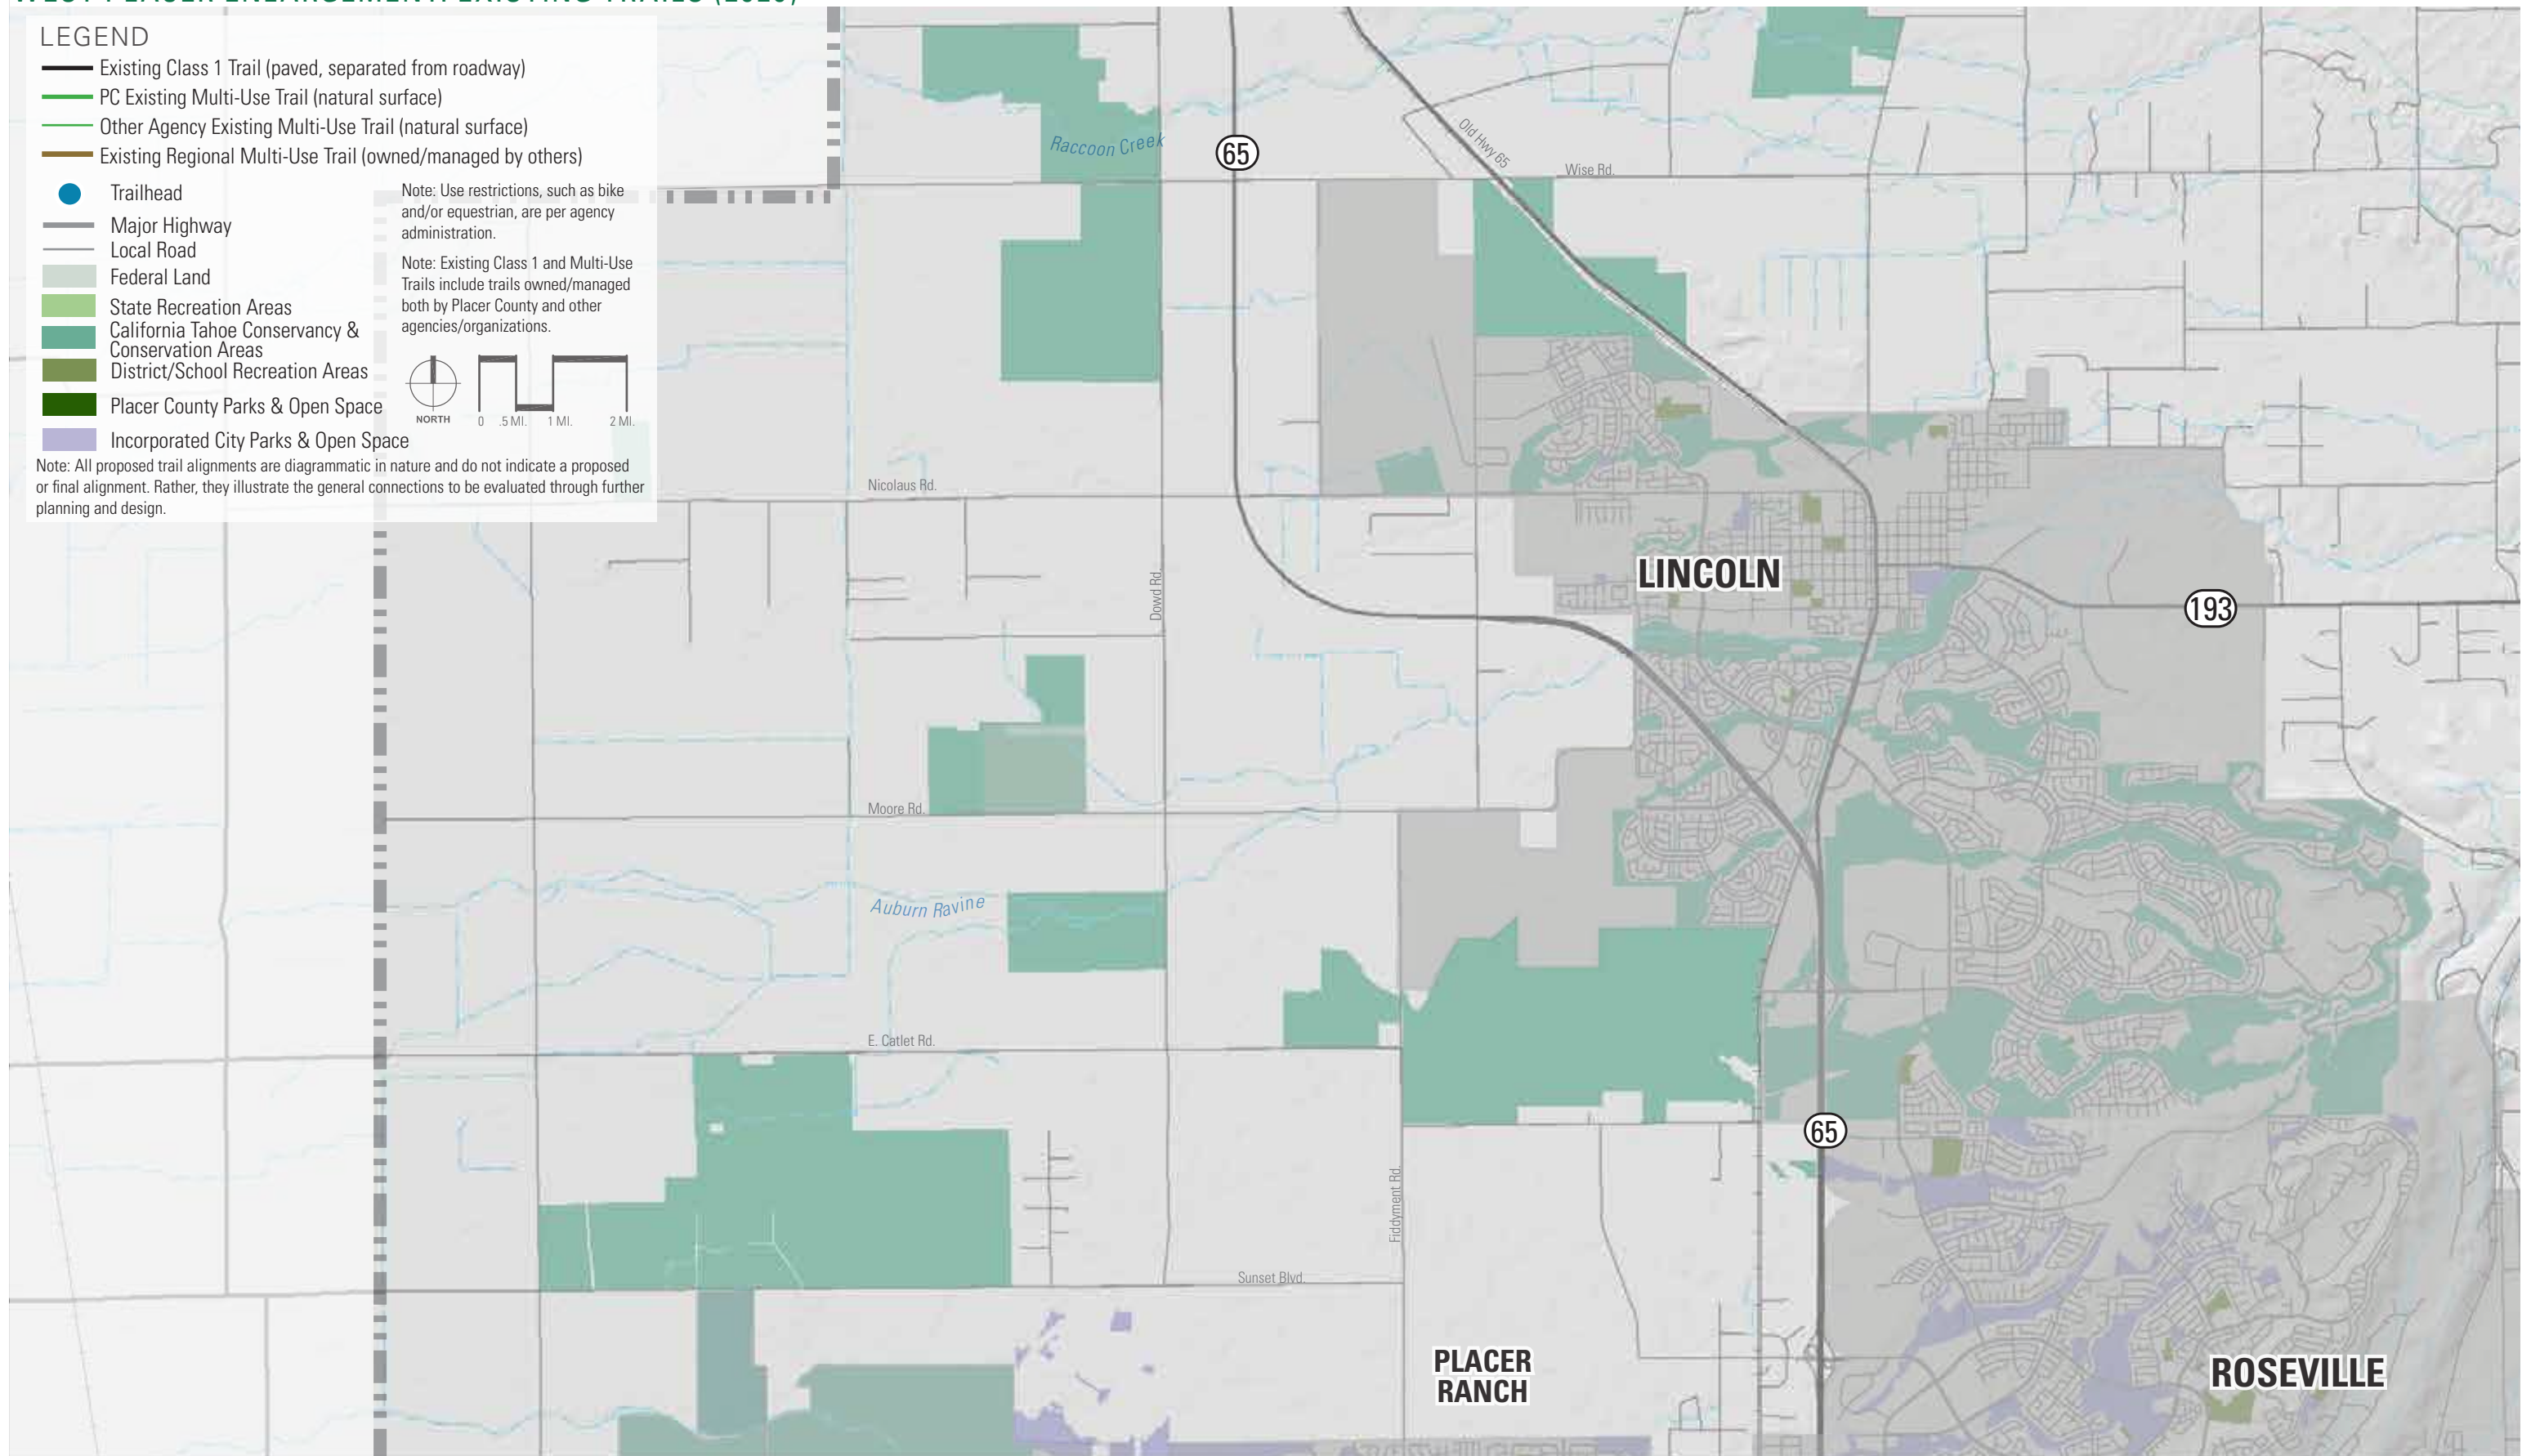 WEST PLACER ENLARGEMENT: EXISTING TRAILS (2020)
LEGEND
Existing Class 1 Trail (paved, separated from roadway)
PC Existing Multi-Use Trail (natural surface)
Other Agency Existing Multi-Use Trail (natural surface)
Existing Regional Multi-Use Trail (owned/managed by others)
Trailhead
Major Highway
Local Road
Federal Land
State Recreation Areas
California Tahoe Conservancy &
Conservation Areas
District/School Recreation Areas
Placer County Parks & Open Space
Incorporated City Parks & Open Space
Note: Use restrictions, such as bike
and/or equestrian, are per agency
administration.
Note: Existing Class 1 and Multi-Use
Trails include trails owned/managed
both by Placer County and other
agencies/organizations.
NORTH
0 .5 MI. 1 MI. 2 MI.
Note: All proposed trail alignments are diagrammatic in nature and do not indicate a proposed
or final alignment. Rather, they illustrate the general connections to be evaluated through further
planning and design.
Raccoon Creek
65
Old Hwy 65
Wise Rd.
Nicolaus Rd.
Dowd Rd.
LINCOLN
193
Moore Rd.
Auburn Ravine
E. Catlet Rd.
65
Fiddyment Rd.
Sunset Blvd.
PLACER
RANCH
ROSEVILLE